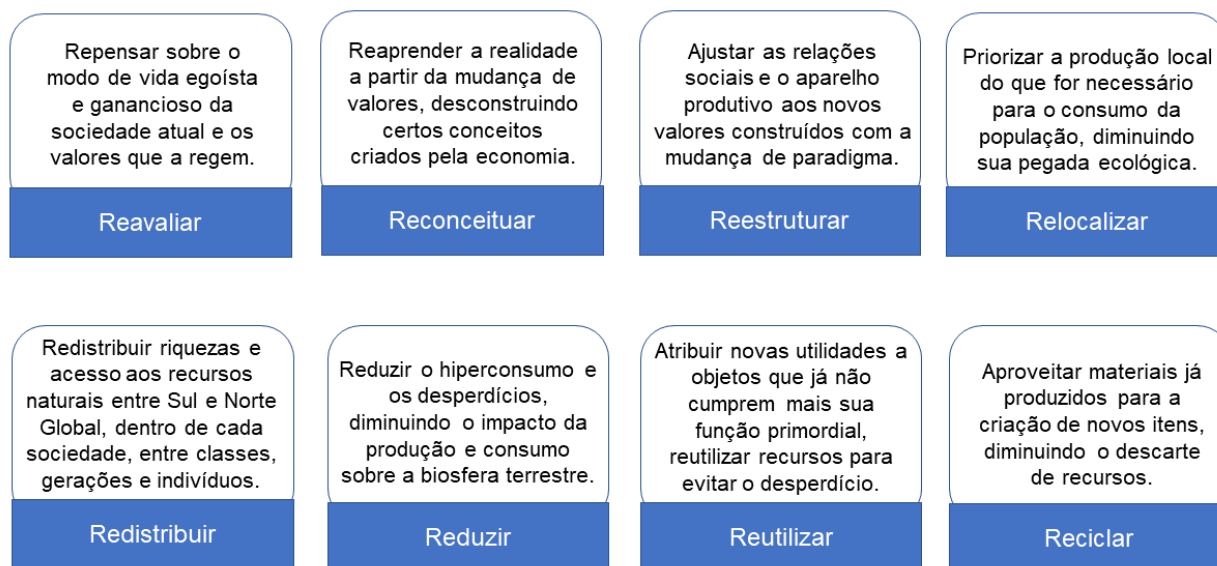 Repensar sobre o
modo de vida egoísta
e ganancioso da
sociedade atual e os
valores que a regem.
Reavaliar
Reaprender a realidade
a partir da mudança de
valores, desconstruindo
certos conceitos
criados pela economia.
Reconceituar
Ajustar as relações
sociais e o aparelho
produtivo aos novos
valores construídos com a
mudança de paradigma.
Reestruturar
Priorizar a produção local
do que for necessário
para o consumo da
população, diminuindo
sua pegada ecológica.
Relocalizar
Redistribuir riquezas e
acesso aos recursos
naturais entre Sul e Norte
Global, dentro de cada
sociedade, entre classes,
gerações e indivíduos.
Redistribuir
Reduzir o hiperconsumo e
os desperdícios,
diminuindo o impacto da
produção e consumo
sobre a biosfera terrestre.
Reduzir
Atribuir novas utilidades a
objetos que já não
cumprem mais sua
função primordial,
reutilizar recursos para
evitar o desperdício.
Reutilizar
Aproveitar materiais já
produzidos para a
criação de novos itens,
diminuindo o descarte
de recursos.
Reciclar